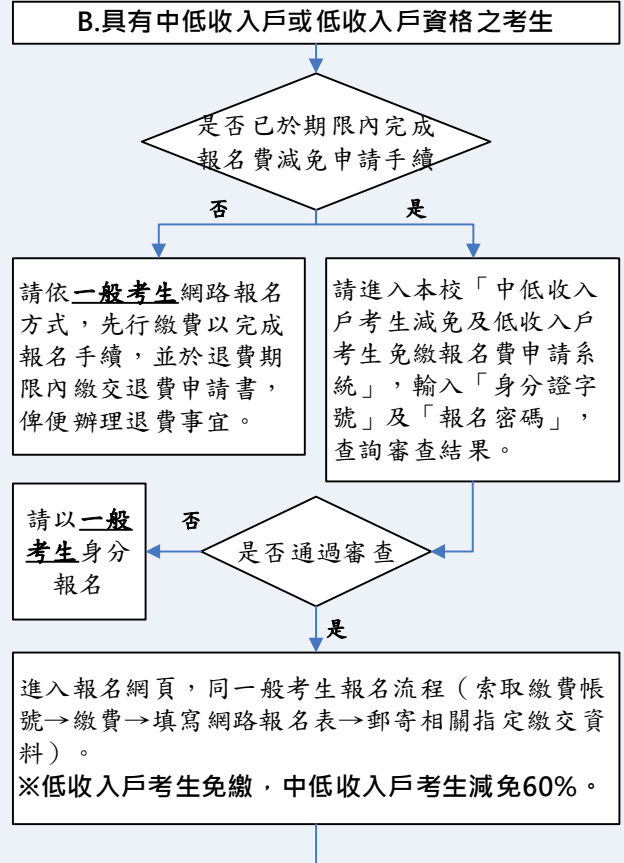 B.具有中低收入戶或低收入戶資格之考生
是否已於期限內完成
報名費減免申請手續
否
是
請依一般考生網路報名
方式，先行繳費以完成
報名手續，並於退費期
限內繳交退費申請書，
俾便辦理退費事宜。
請進入本校「中低收入
戶考生減免及低收入戶
考生免繳報名費申請系
統」，輸入「身分證字
號」及「報名密碼」，
查詢審查結果。
請以一般
考生身分
報名
否
是否通過審查
是
進入報名網頁，同一般考生報名流程（索取繳費帳
號→繳費→填寫網路報名表→郵寄相關指定繳交資
料）。
※低收入戶考生免繳，中低收入戶考生減免60%。